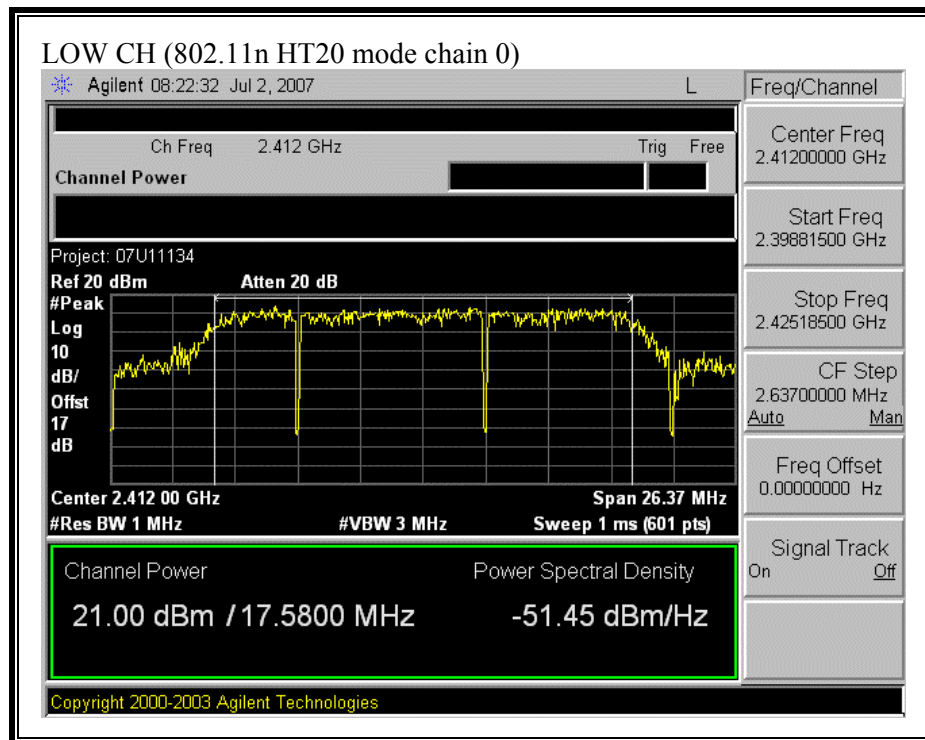 LOW CH (802.11n HT20 mode chain 0)
Agilent 08:22:32 Jul 2, 2007 L
Freq/Channel
Ch Freq 2.412 GHz Trig Free
Channel Power
Center Freq
2.41200000 GHz
Start Freq
2.39881500 GHz
Stop Freq
2.42518500 GHz
CF Step
2.63700000 MHz
Auto Man
Freq Offset
0.00000000 Hz
Signal Track
On Off
Project: 07U11134
Ref 20 dBm Atten 20 dB
#Peak
Log
10
dB/
Offst
17
dB
Center 2.412 00 GHz Span 26.37 MHz
#Res BW 1 MHz #VBW 3 MHz Sweep 1 ms (601 pts)
Channel Power Power Spectral Density
21.00 dBm / 17.5800 MHz -51.45 dBm/Hz
Copyright 2000-2003 Agilent Technologies